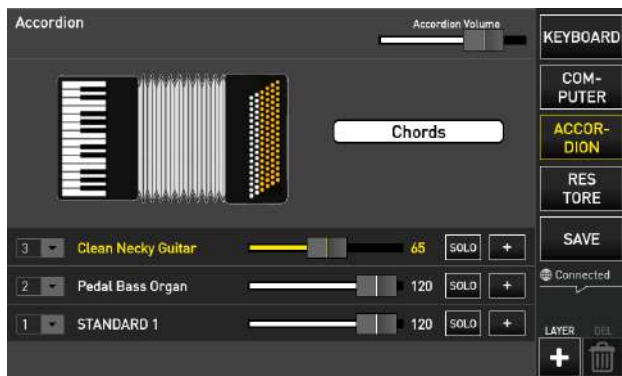 Accordion
Accordion Volume
KEYBOARD
COM-
PUTER
ACCOR-
DION
RES
TORE
SAVE
Chords
3 Clean Necky Guitar 65 SOLO +
2 Pedal Bass Organ 120 SOLO +
1 STANDARD 1 120 SOLO +
Connected
LAYER DEL
+